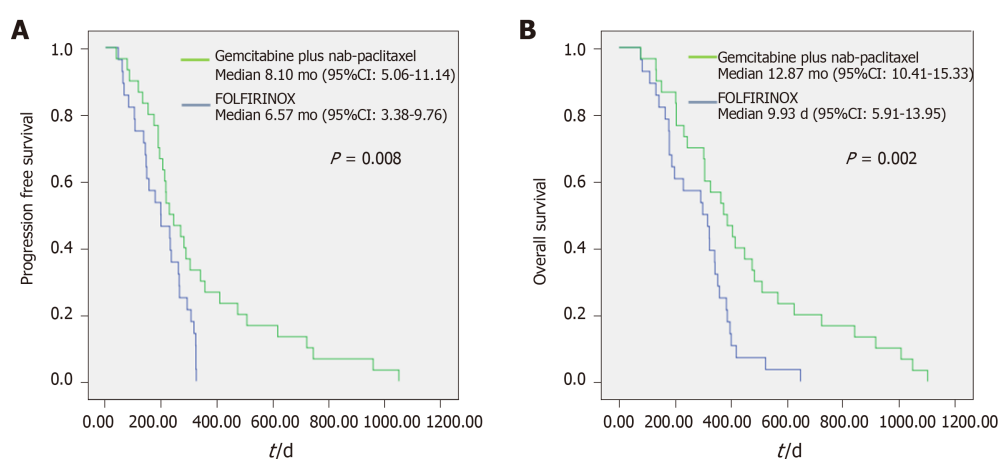 A
1.0
0.8
0.6
0.4
0.2
0.0
Progression free survival
Gemcitabine plus nab-paclitaxel
Median 8.10 mo (95%CI: 5.06-11.14)
FOLFIRINOX
Median 6.57 mo (95%CI: 3.38-9.76)
P = 0.008
0.00 200.00 400.00 600.00 800.00 1000.00 1200.00
t/d
B
1.0
0.8
0.6
0.4
0.2
0.0
Overall survival
Gemcitabine plus nab-paclitaxel
Median 12.87 mo (95%CI: 10.41-15.33)
FOLFIRINOX
Median 9.93 d (95%CI: 5.91-13.95)
P = 0.002
0.00 200.00 400.00 600.00 800.00 1000.00 1200.00
t/d